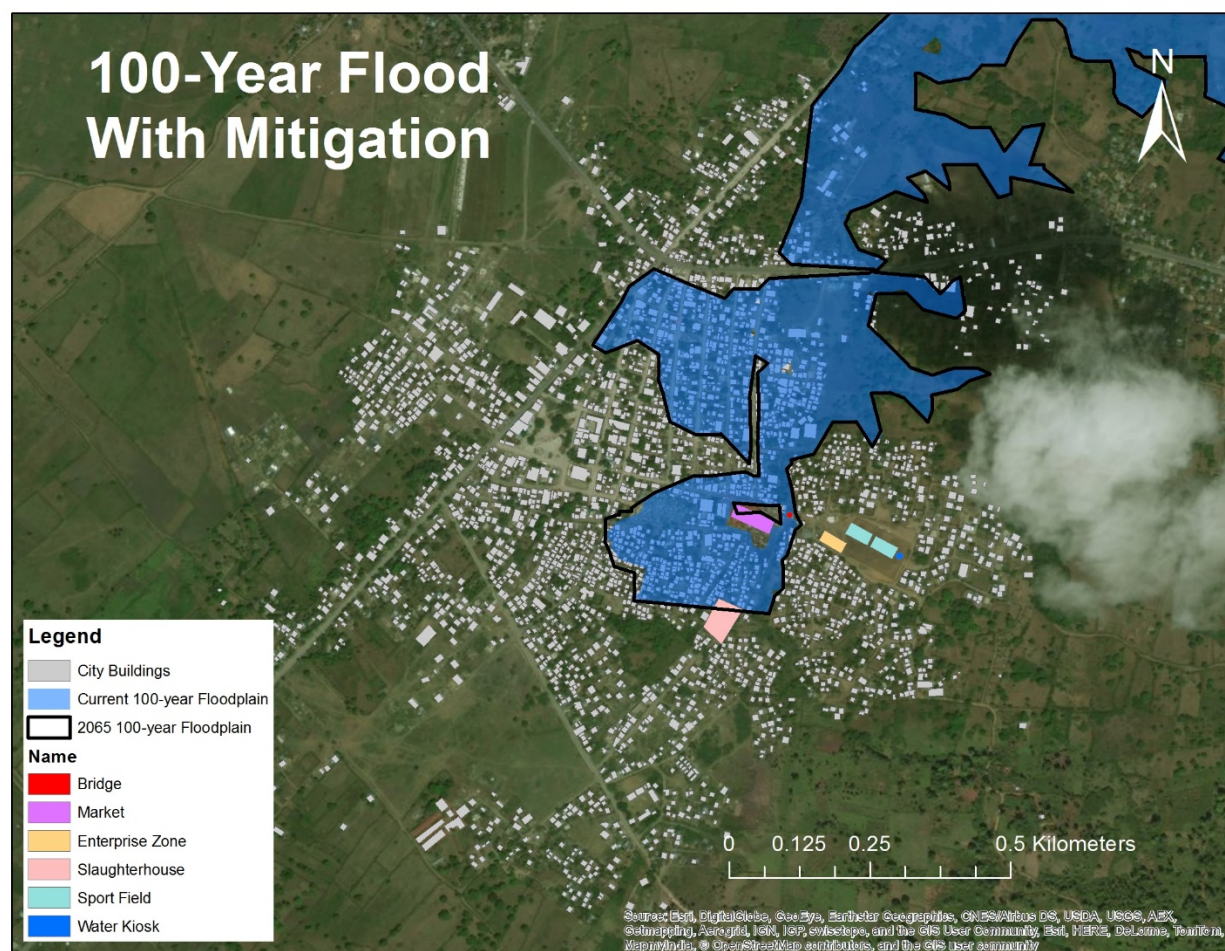 100-Year Flood
With Mitigation
N
Legend
City Buildings
Current 100-year Floodplain
2065 100-year Floodplain
Name
Bridge
Market
Enterprise Zone
Slaughterhouse
Sport Field
Water Kiosk
0 0.125 0.25 0.5 Kilometers
Source: Esri, DigitalGlobe, GeoEye, Earthstar Geographics, CNES/Airbus DS, USDA, USGS, AEX,
Getmapping, Aerogrid, IGN, IGP, swisstopo, and the GIS User Community, Esri, HERE, DeLorme, TomTom,
MapmyIndia, © OpenStreetMap contributors, and the GIS user community